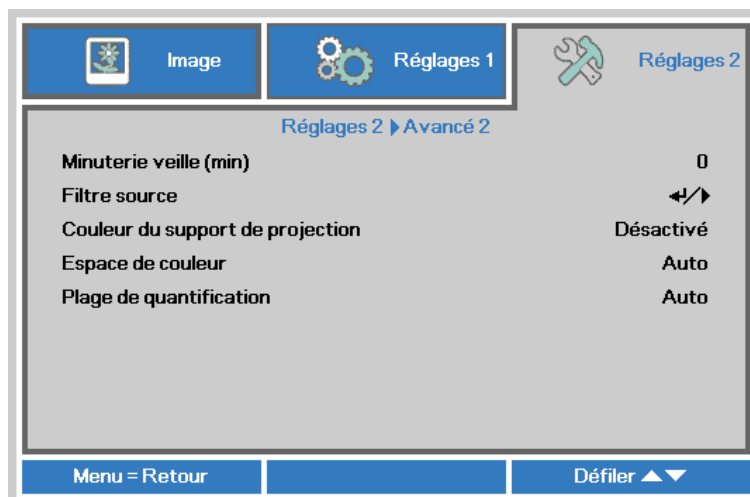 Image
Réglages 1
Réglages 2
Réglages 2 ▶ Avancé 2
Minuterie veille (min) 0
Filtre source ↵/▶
Couleur du support de projection Désactivé
Espace de couleur Auto
Plage de quantification Auto
Menu = Retour
Défiler ▲▼